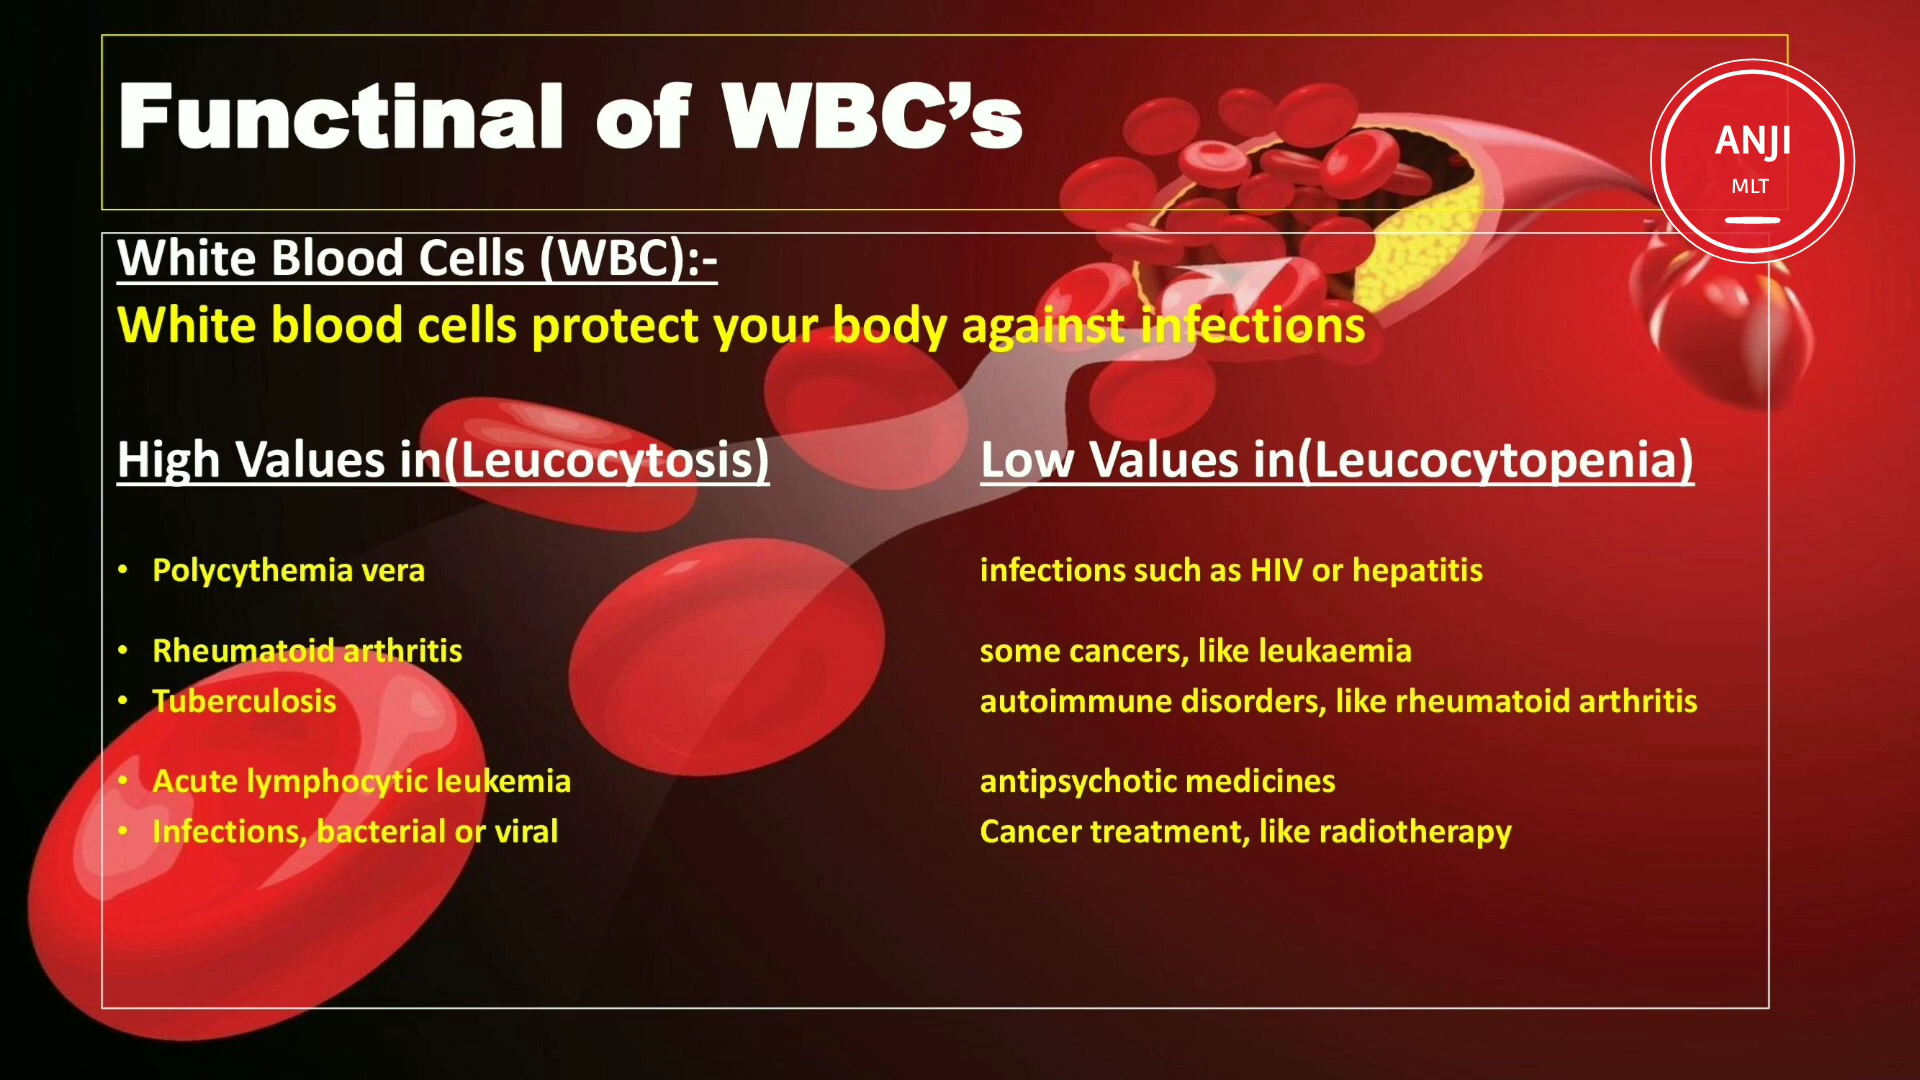 Functinal of WBC’s
ANJI
MLT
White Blood Cells (WBC):-
White blood cells protect your body against infections
High Values in(Leucocytosis)
• Polycythemia vera
• Rheumatoid arthritis
• Tuberculosis
• Acute lymphocytic leukemia
• Infections, bacterial or viral
Low Values in(Leucocytopenia)
infections such as HIV or hepatitis
some cancers, like leukaemia
autoimmune disorders, like rheumatoid arthritis
antipsychotic medicines
Cancer treatment, like radiotherapy